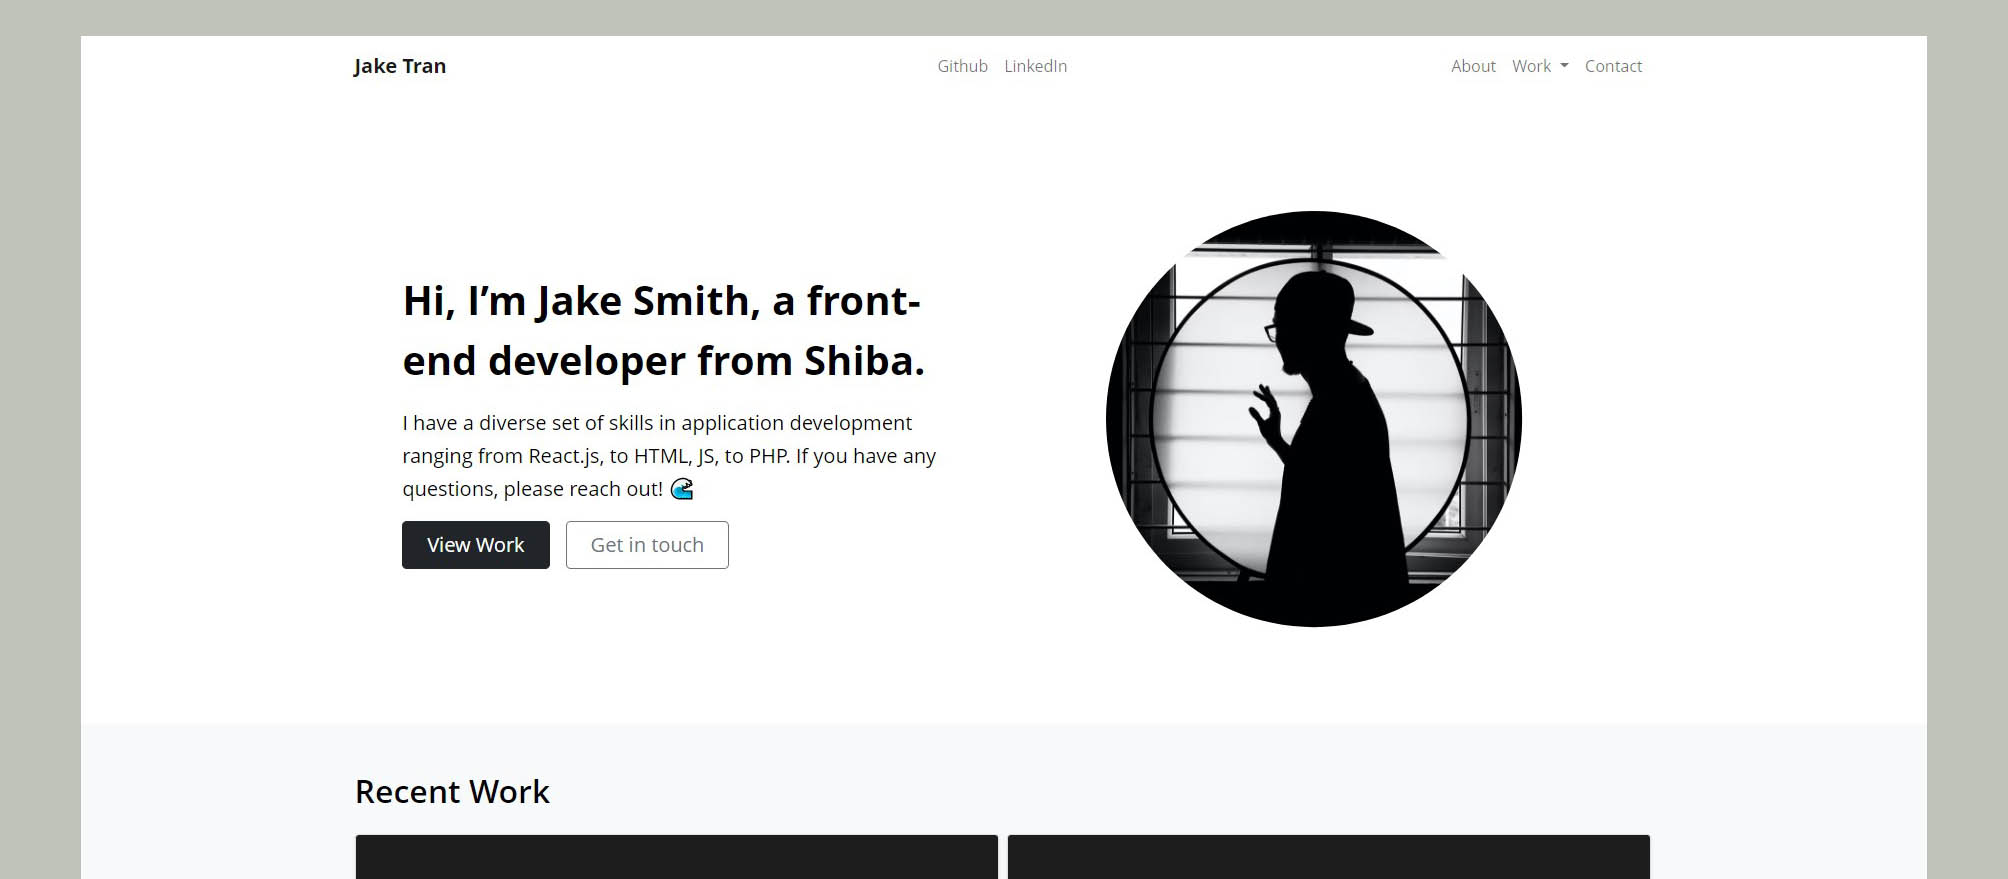 Jake Tran
Github LinkedIn
About Work Contact
Hi, I’m Jake Smith, a front-
end developer from Shiba.
I have a diverse set of skills in application development
ranging from React.js, to HTML, JS, to PHP. If you have any
questions, please reach out! 🌊
View Work
Get in touch
Recent Work